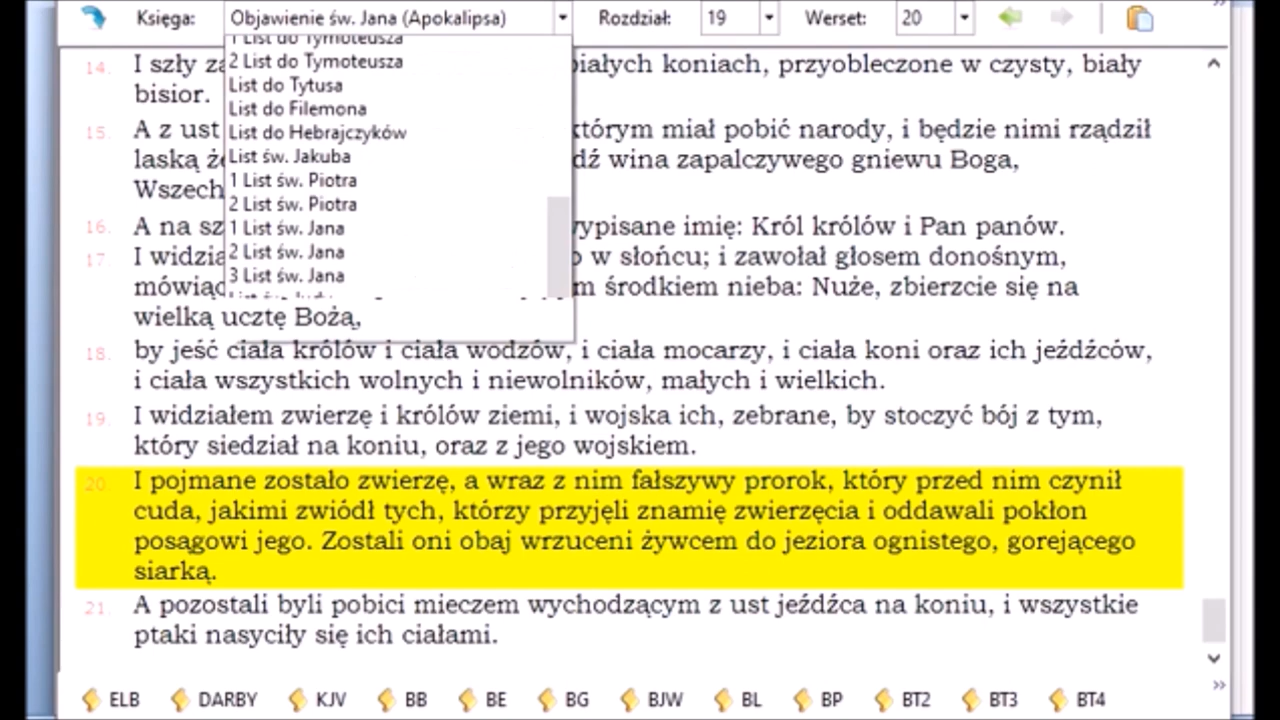 Księga: Objawienie św. Jana (Apokalipsa) Rozdział: 19 Werset: 20
1 List do Tymoteusza
2 List do Tymoteusza
List do Tytusa
List do Filemona
List do Hebrajczyków
List św. Jakuba
1 List św. Piotra
2 List św. Piotra
1 List św. Jana
2 List św. Jana
3 List św. Jana
14. I szły białych koniach, przyobleczone w czysty, biały
bisior.
15. A z ust którym miał pobić narody, i będzie nimi rządził
laską wina zapalczywego gniewu Boga,
16. A na wypisane imię: Król królów i Pan panów.
17. I w słońcu; i zawołał głosem donośnym,
środkiem nieba: Nuże, zbierzcie się na
wielką ucztę Bożą,
18. by jeść ciała królów i ciała wodzów, i ciała mocarzy, i ciała koni oraz ich jeźdźców,
i ciała wszystkich wolnych i niewolników, małych i wielkich.
19. I widziałem zwierzę i królów ziemi, i wojska ich, zebrane, by stoczyć bój z tym,
który siedział na koniu, oraz z jego wojskiem.
20. I pojmane zostało zwierzę, a wraz z nim fałszywy prorok, który przed nim czynił
cuda, jakimi zwiódł tych, którzy przyjęli znamię zwierzęcia i oddawali pokłon
posągowi jego. Zostali oni obaj wrzuceni żywcem do jeziora ognistego, gorejącego
siarką.
21. A pozostali byli pobici mieczem wychodzącym z ust jeźdźca na koniu, i wszystkie
ptaki nasyciły się ich ciałami.
ELB DARBY KJV BB BE BG BJW BL BP BT2 BT3 BT4